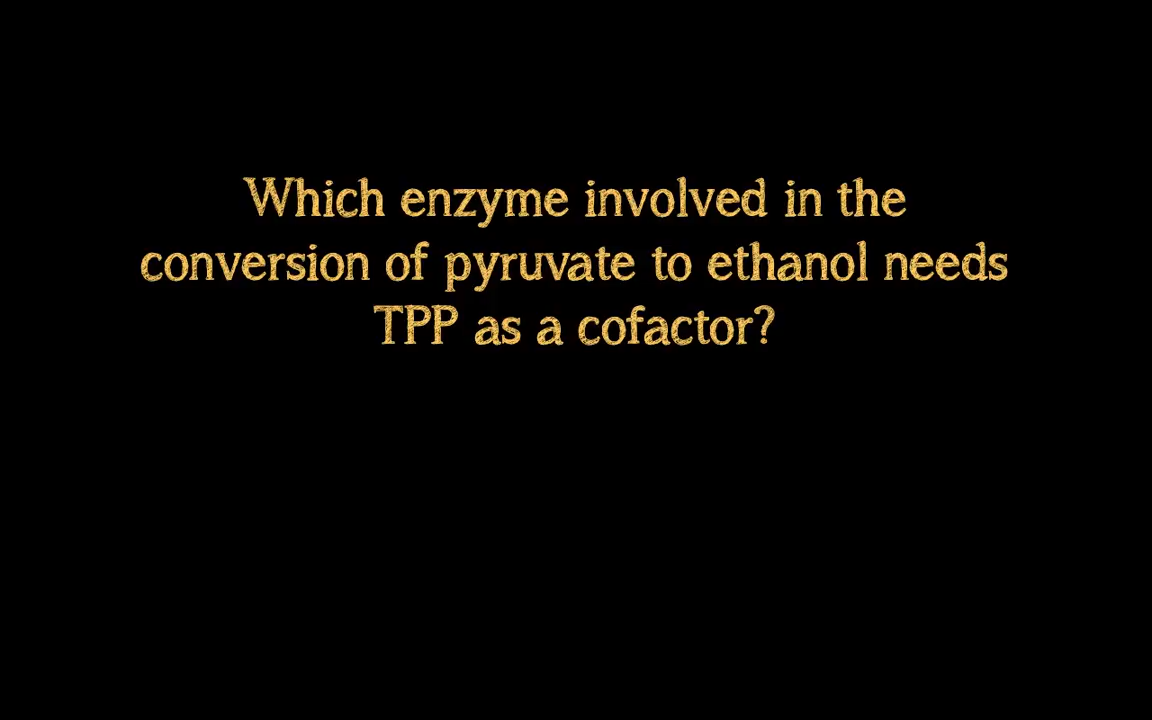 Which enzyme involved in the
conversion of pyruvate to ethanol needs
TPP as a cofactor?